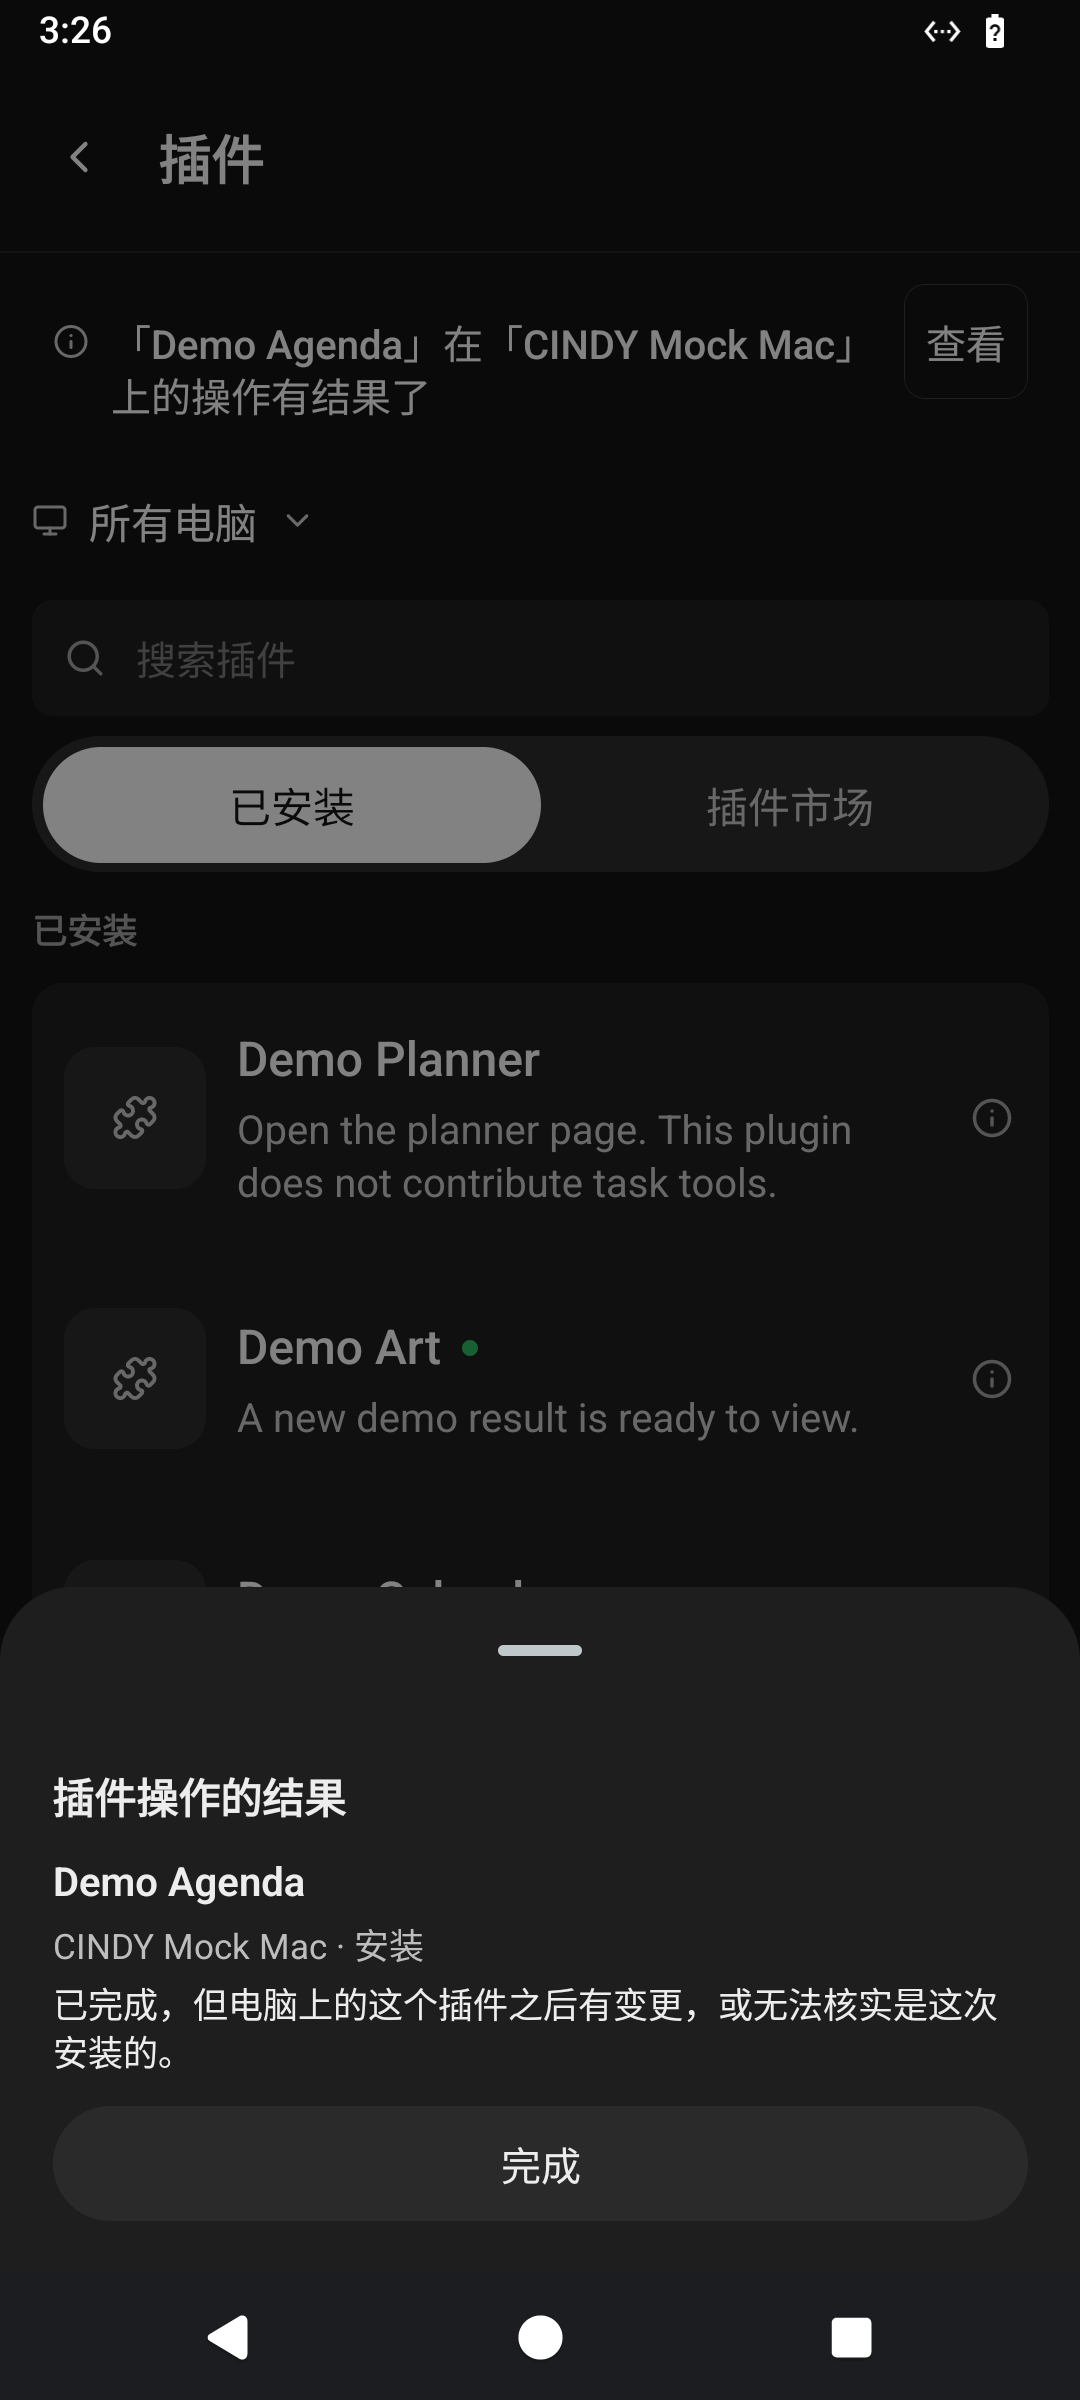 3:26
插件
「Demo Agenda」在「CINDY Mock Mac」
上的操作有结果了
查看
所有电脑
搜索插件
已安装
插件市场
已安装
Demo Planner
Open the planner page. This plugin
does not contribute task tools.
Demo Art
A new demo result is ready to view.
插件操作的结果
Demo Agenda
CINDY Mock Mac · 安装
已完成，但电脑上的这个插件之后有变更，或无法核实是这次
安装的。
完成